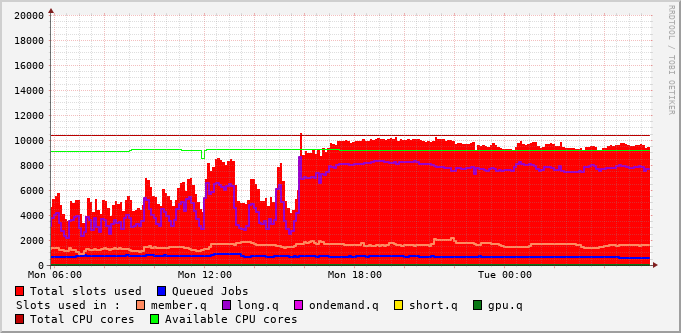 20000
18000
16000
14000
12000
10000
8000
6000
4000
2000
0
Mon 06:00 Mon 12:00 Mon 18:00 Tue 00:00
RRDTOOL / TOBI OETIKER
Total slots used Queued Jobs
Slots used in : member.q long.q ondemand.q short.q gpu.q
Total CPU cores Available CPU cores